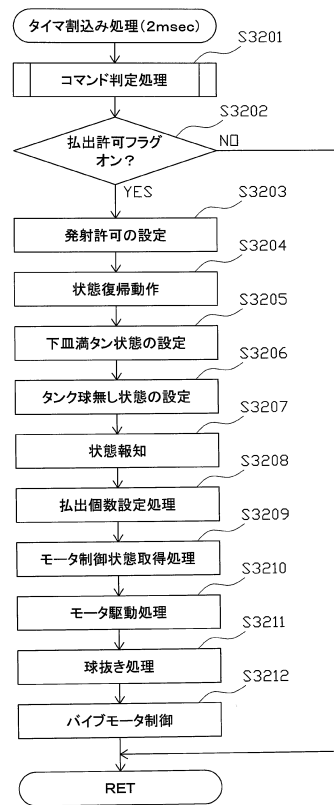 タイマ割込み処理(2msec)
S3201
コマンド判定処理
S3202
払出許可フラグ
オン?
NO
YES
S3203
発射許可の設定
S3204
状態復帰動作
S3205
下皿満タン状態の設定
S3206
タンク球無し状態の設定
S3207
状態報知
S3208
払出個数設定処理
S3209
モータ制御状態取得処理
S3210
モータ駆動処理
S3211
球抜き処理
S3212
バイブモータ制御
RET